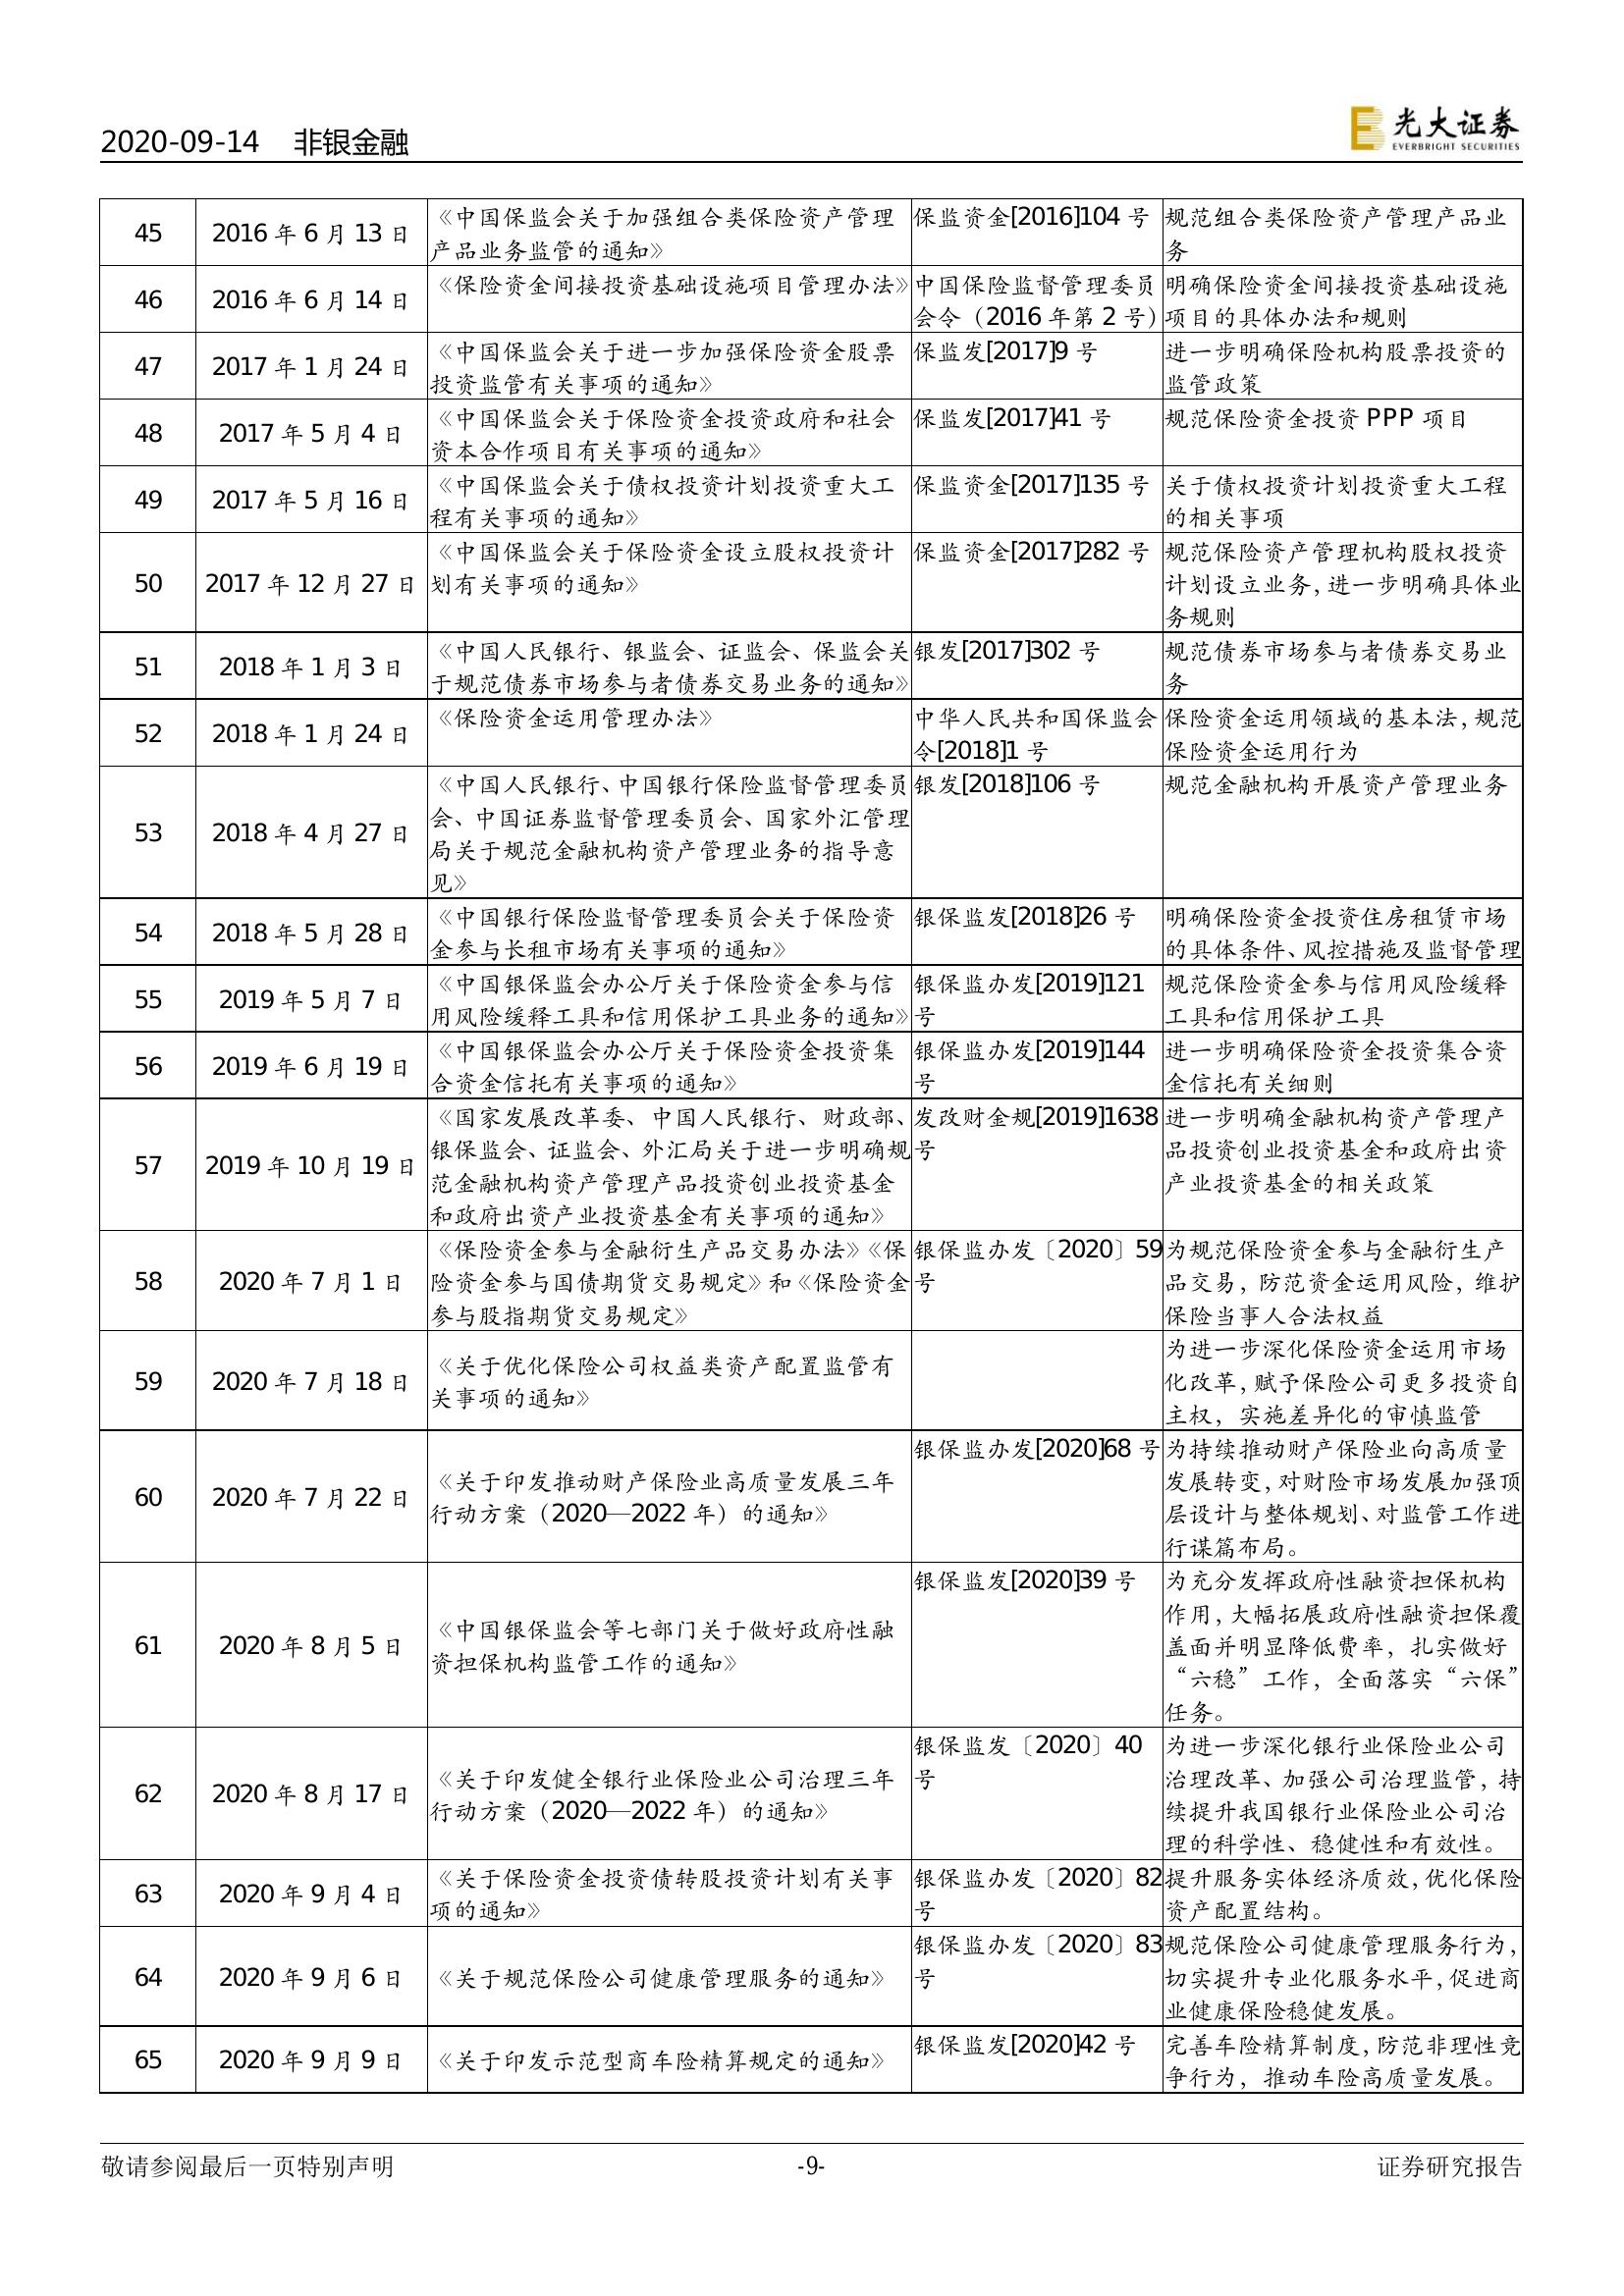 2020-09-14 非银金融
光大证券
EVERBRIGHT SECURITIES
45 2016 年 6 月 13 日 《中国保监会关于加强组合类保险资产管理 保监资金[2016]104 号 规范组合类保险资产管理产品业
产品业务监管的通知》 务
46 2016 年 6 月 14 日 《保险资金间接投资基础设施项目管理办法》 中国保险监督管理委员 明确保险资金间接投资基础设施
会令（2016 年第 2 号） 项目的具体办法和规则
47 2017 年 1 月 24 日 《中国保监会关于进一步加强保险资金股票 保监发[2017]9 号 进一步明确保险机构股票投资的
投资监管有关事项的通知》 监管政策
48 2017 年 5 月 4 日 《中国保监会关于保险资金投资政府和社会 保监发[2017]41 号 规范保险资金投资 PPP 项目
资本合作项目有关事项的通知》
49 2017 年 5 月 16 日 《中国保监会关于债权投资计划投资重大工 保监资金[2017]135 号 关于债权投资计划投资重大工程
程有关事项的通知》 的相关事项
50 2017 年 12 月 27 日 《中国保监会关于保险资金设立股权投资计 保监资金[2017]282 号 规范保险资产管理机构股权投资
划有关事项的通知》 计划设立业务，进一步明确具体业
务规则
51 2018 年 1 月 3 日 《中国人民银行、银监会、证监会、保监会关 银发[2017]302 号 规范债券市场参与者债券交易业
于规范债券市场参与者债券交易业务的通知》 务
52 2018 年 1 月 24 日 《保险资金运用管理办法》 中华人民共和国保监会 保险资金运用领域的基本法，规范
令[2018]1 号 保险资金运用行为
53 2018 年 4 月 27 日 《中国人民银行、中国银行保险监督管理委员 银发[2018]106 号 规范金融机构开展资产管理业务
会、中国证券监督管理委员会、国家外汇管理
局关于规范金融机构资产管理业务的指导意
见》
54 2018 年 5 月 28 日 《中国银行保险监督管理委员会关于保险资 银保监发[2018]26 号 明确保险资金投资住房租赁市场
金参与长租市场有关事项的通知》 的具体条件、风控措施及监督管理
55 2019 年 5 月 7 日 《中国银保监会办公厅关于保险资金参与信 银保监办发[2019]121 规范保险资金参与信用风险缓释
用风险缓释工具和信用保护工具业务的通知》 号 工具和信用保护工具
56 2019 年 6 月 19 日 《中国银保监会办公厅关于保险资金投资集 银保监办发[2019]144 进一步明确保险资金投资集合资
合资金信托有关事项的通知》 号 金信托有关细则
57 2019 年 10 月 19 日 《国家发展改革委、中国人民银行、财政部、 发改财金规[2019]1638 进一步明确金融机构资产管理产
银保监会、证监会、外汇局关于进一步明确规 号 品投资创业投资基金和政府出资
范金融机构资产管理产品投资创业投资基金 产业投资基金的相关政策
和政府出资产业投资基金有关事项的通知》
58 2020 年 7 月 1 日 《保险资金参与金融衍生产品交易办法》《保 银保监办发〔2020〕59 为规范保险资金参与金融衍生产
险资金参与国债期货交易规定》和《保险资金 号 品交易，防范资金运用风险，维护
参与股指期货交易规定》 保险当事人合法权益
59 2020 年 7 月 18 日 《关于优化保险公司权益类资产配置监管有 为进一步深化保险资金运用市场
关事项的通知》 化改革，赋予保险公司更多投资自
主权，实施差异化的审慎监管
60 2020 年 7 月 22 日 《关于印发推动财产保险业高质量发展三年 银保监办发[2020]68 号 为持续推动财产保险业向高质量
行动方案（2020—2022 年）的通知》 发展转变，对财险市场发展加强顶
层设计与整体规划、对监管工作进
行谋篇布局。
61 2020 年 8 月 5 日 《中国银保监会等七部门关于做好政府性融 银保监发[2020]39 号 为充分发挥政府性融资担保机构
资担保机构监管工作的通知》 作用，大幅拓展政府性融资担保覆
盖面并明显降低费率，扎实做好
“六稳”工作，全面落实“六保”
任务。
62 2020 年 8 月 17 日 《关于印发健全银行业保险业公司治理三年 银保监发〔2020〕40 为进一步深化银行业保险业公司
行动方案（2020—2022 年）的通知》 号 治理改革、加强公司治理监管，持
续提升我国银行业保险业公司治
理的科学性、稳健性和有效性。
63 2020 年 9 月 4 日 《关于保险资金投资债转股投资计划有关事 银保监办发〔2020〕82 提升服务实体经济质效，优化保险
项的通知》 号 资产配置结构。
64 2020 年 9 月 6 日 《关于规范保险公司健康管理服务的通知》 银保监办发〔2020〕83 规范保险公司健康管理服务行为，
号 切实提升专业化服务水平，促进商
业健康保险稳健发展。
65 2020 年 9 月 9 日 《关于印发示范型商车险精算规定的通知》 银保监发[2020]42 号 完善车险精算制度，防范非理性竞
争行为，推动车险高质量发展。
敬请参阅最后一页特别声明 -9- 证券研究报告